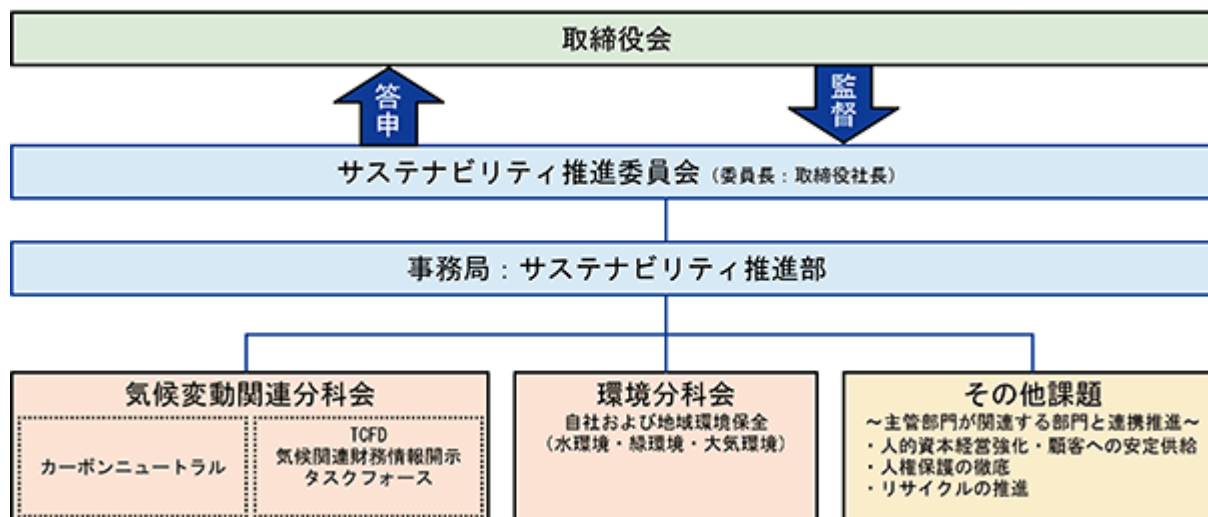 取締役会
答申
監督
サステナビリティ推進委員会（委員長：取締役社長）
事務局：サステナビリティ推進部
気候変動関連分科会
カーボンニュートラル
TCFD
気候関連財務情報開示
タスクフォース
環境分科会
自社および地域環境保全
（水環境・緑環境・大気環境）
その他課題
～主管部門が関連する部門と連携推進～
・人的資本経営強化・顧客への安定供給
・人権保護の徹底
・リサイクルの推進